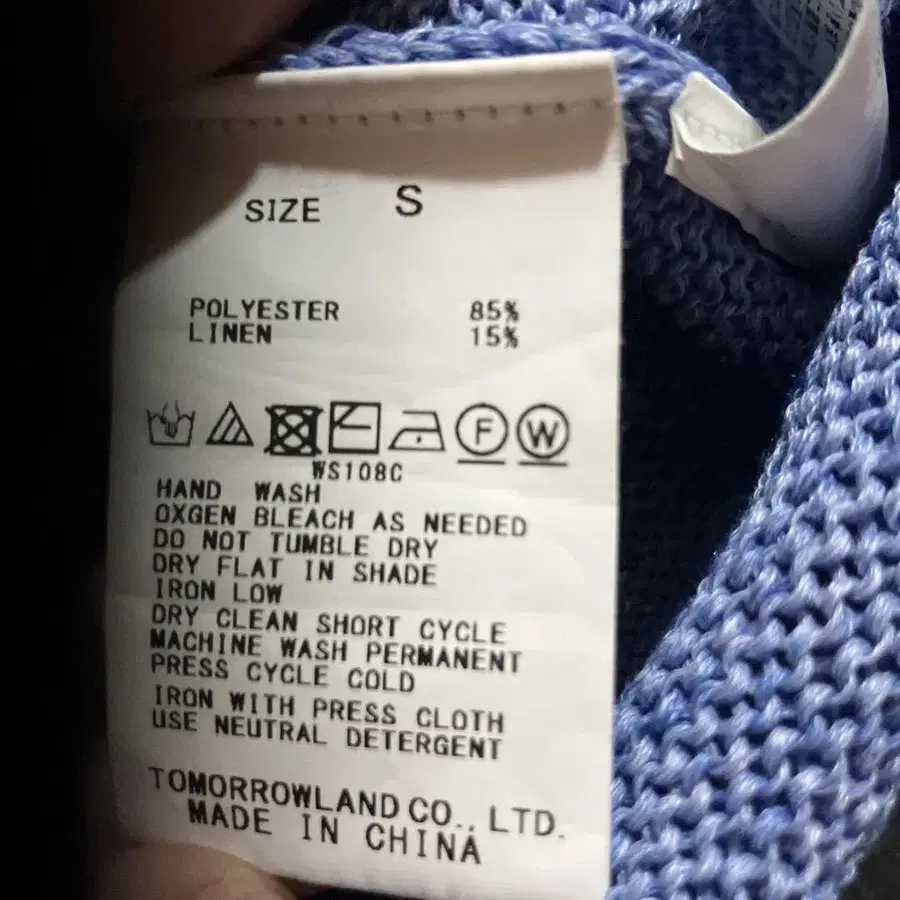 SIZE S
POLYESTER 85%
LINEN 15%
F W
WS108C
HAND WASH
OXGEN BLEACH AS NEEDED
DO NOT TUMBLE DRY
DRY FLAT IN SHADE
IRON LOW
DRY CLEAN SHORT CYCLE
MACHINE WASH PERMANENT
PRESS CYCLE COLD
IRON WITH PRESS CLOTH
USE NEUTRAL DETERGENT
TOMORROWLAND CO., LTD.
MADE IN CHINA